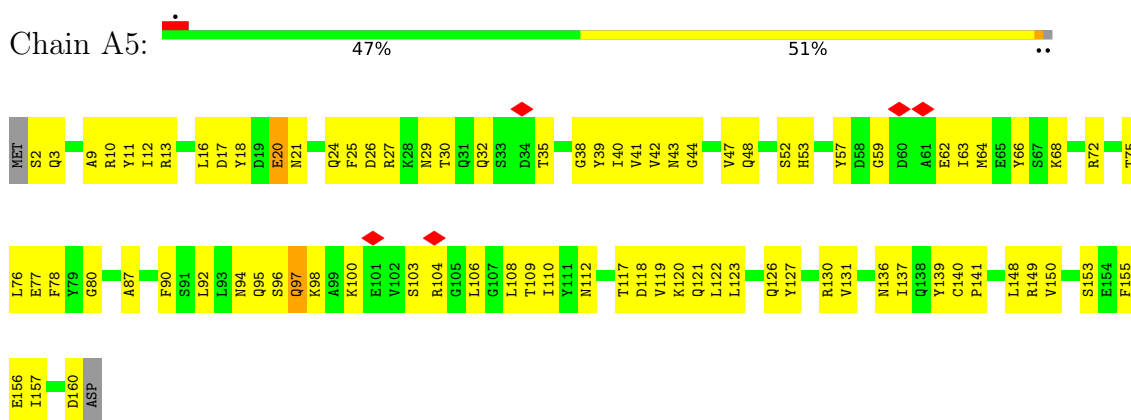 Chain A5:
47% 51%
MET S2 Q3 A9 R10 Y11 I12 R13 L16 D17 Y18 D19 E20 N21 Q24 F25 D26 R27 K28 N29 T30 Q31 Q32 S33 D34 T35 G38 Y39 I40 V41 V42 N43 G44 V47 Q48 S52 H53 Y57 D58 G59 D60 A61 E62 I63 M64 E65 Y66 S67 K68 R72 T75
L76 E77 F78 Y79 G80 A87 F90 S91 L92 L93 N94 Q95 S96 Q97 K98 A99 K100 E101 V102 S103 R104 G105 L106 G107 L108 T109 I110 Y111 N112 T117 D118 V119 K120 Q121 L122 L123 Q126 Y127 R130 V131 N136 I137 Q138 Y139 C140 P141 L148 R149 V150 S153 E154 F155
E156 I157 D160 ASP